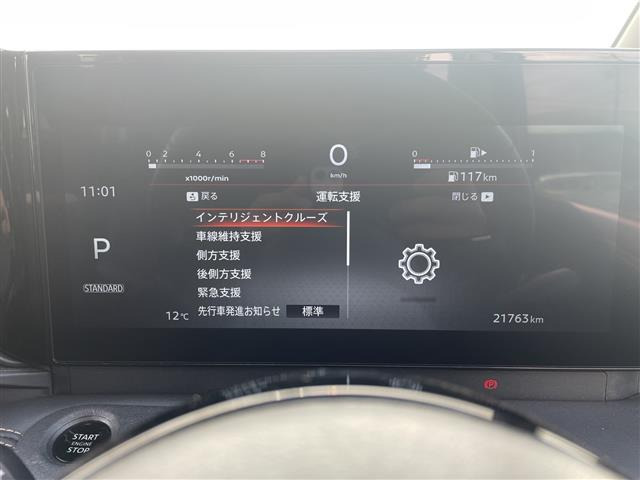 0 2 4 6 8
x1000r/min
0
km/h
0 1
117km
11:01
戻る
運転支援
閉じる
インテリジェントクルーズ
車線維持支援
側方支援
P
後側方支援
STANDARD
緊急支援
先行車発進お知らせ 標準
12℃
21763km
P
START
ENGINE
STOP